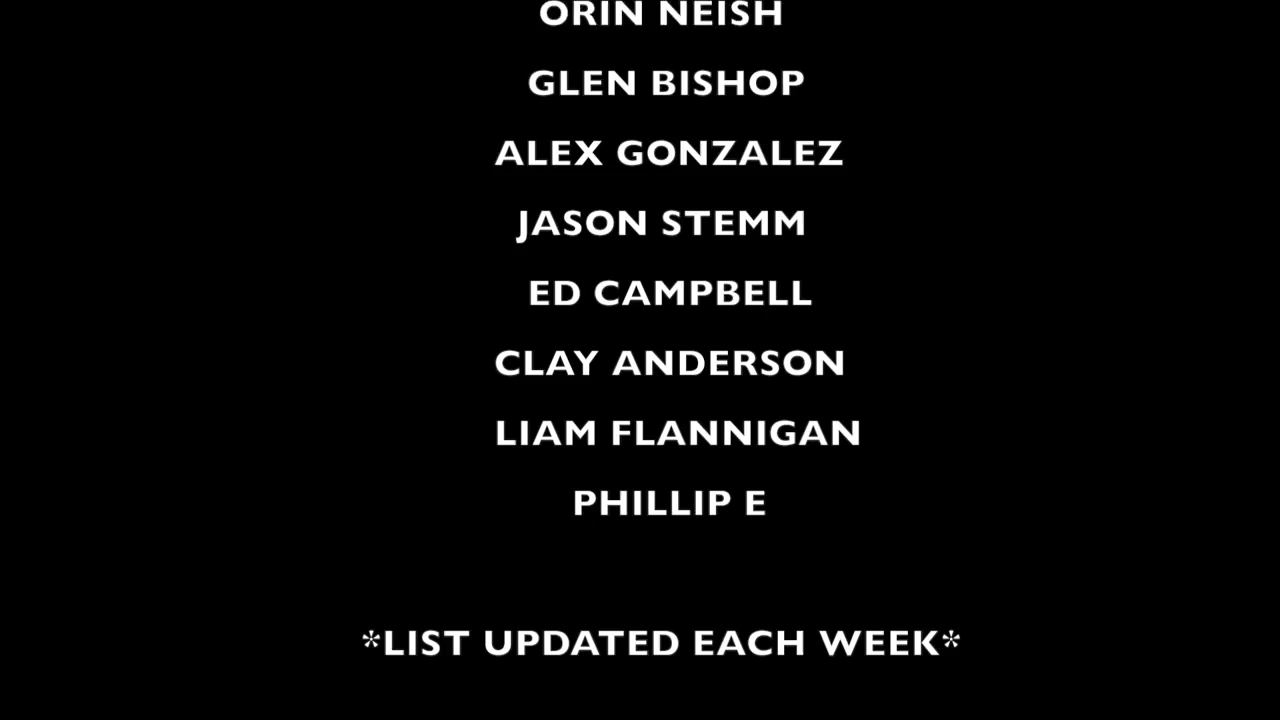 ORIN NEISH
GLEN BISHOP
ALEX GONZALEZ
JASON STEMM
ED CAMPBELL
CLAY ANDERSON
LIAM FLANNIGAN
PHILLIP E
*LIST UPDATED EACH WEEK*